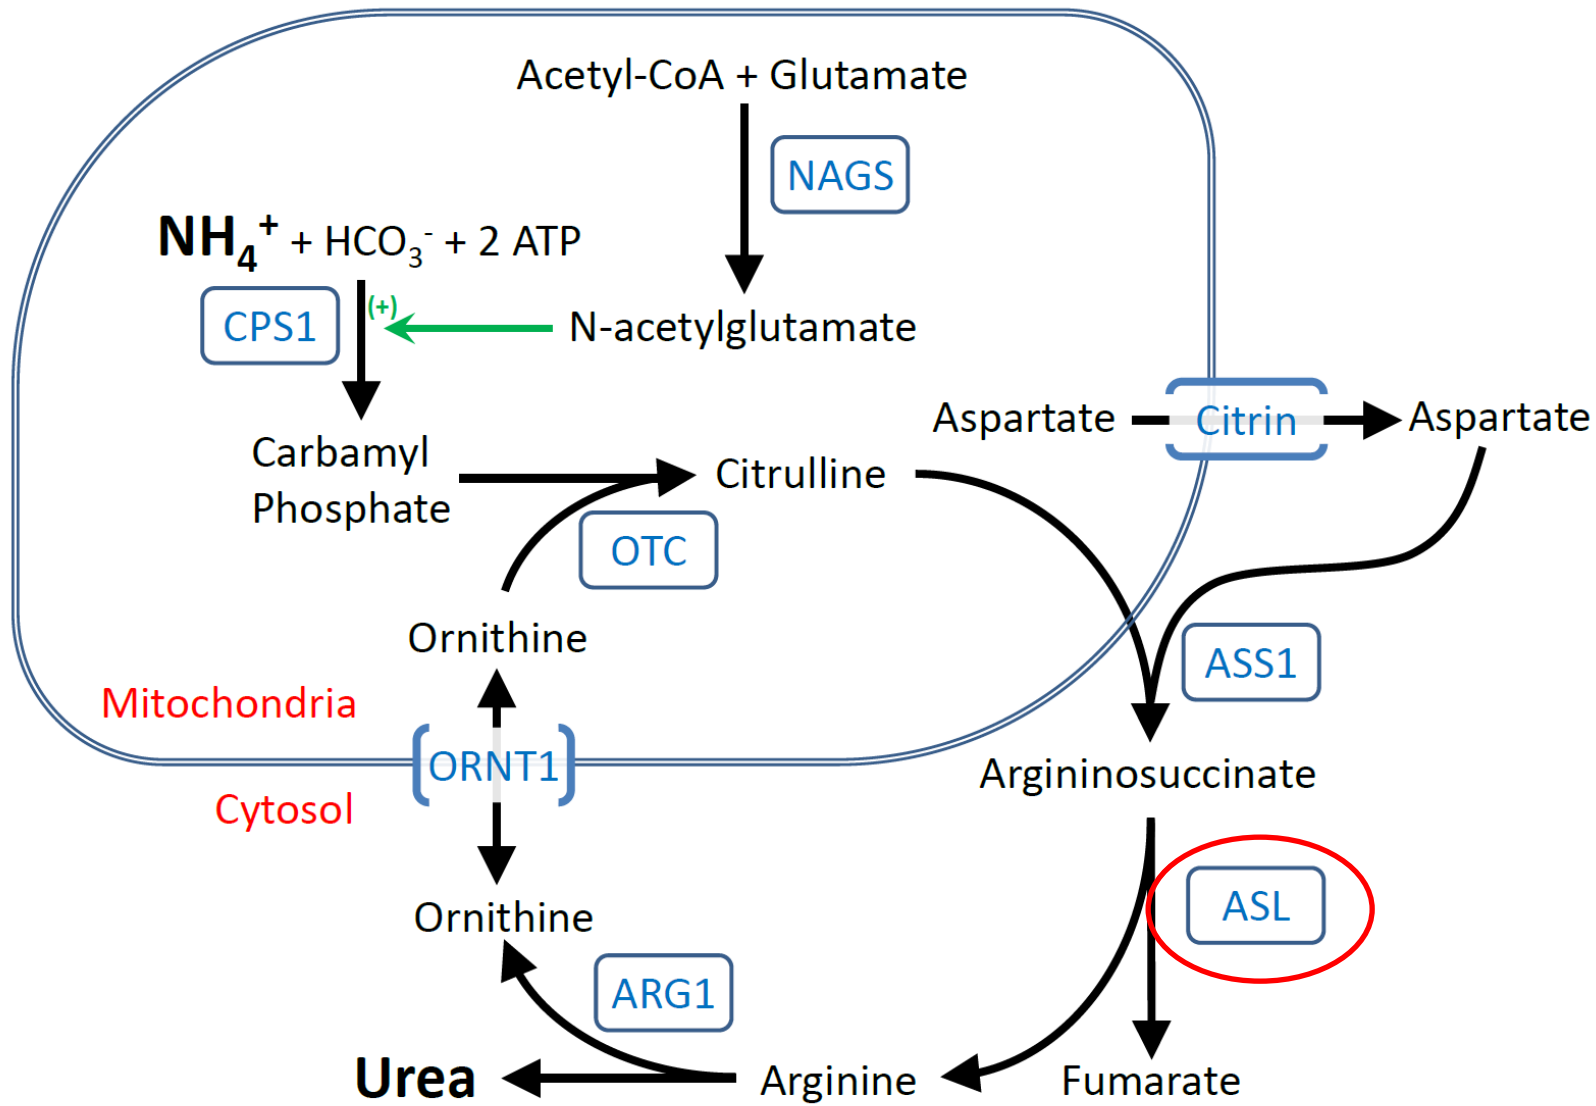 Acetyl-CoA + Glutamate
NAGS
NH₄⁺ + HCO₃⁻ + 2 ATP
CPS1
(+)
N-acetylglutamate
Aspartate
Citrin
Aspartate
Carbamyl
Phosphate
Citrulline
OTC
Ornithine
ASS1
Mitochondria
ORNT1
Cytosol
Argininosuccinate
ASL
Ornithine
ARG1
Urea
Arginine
Fumarate